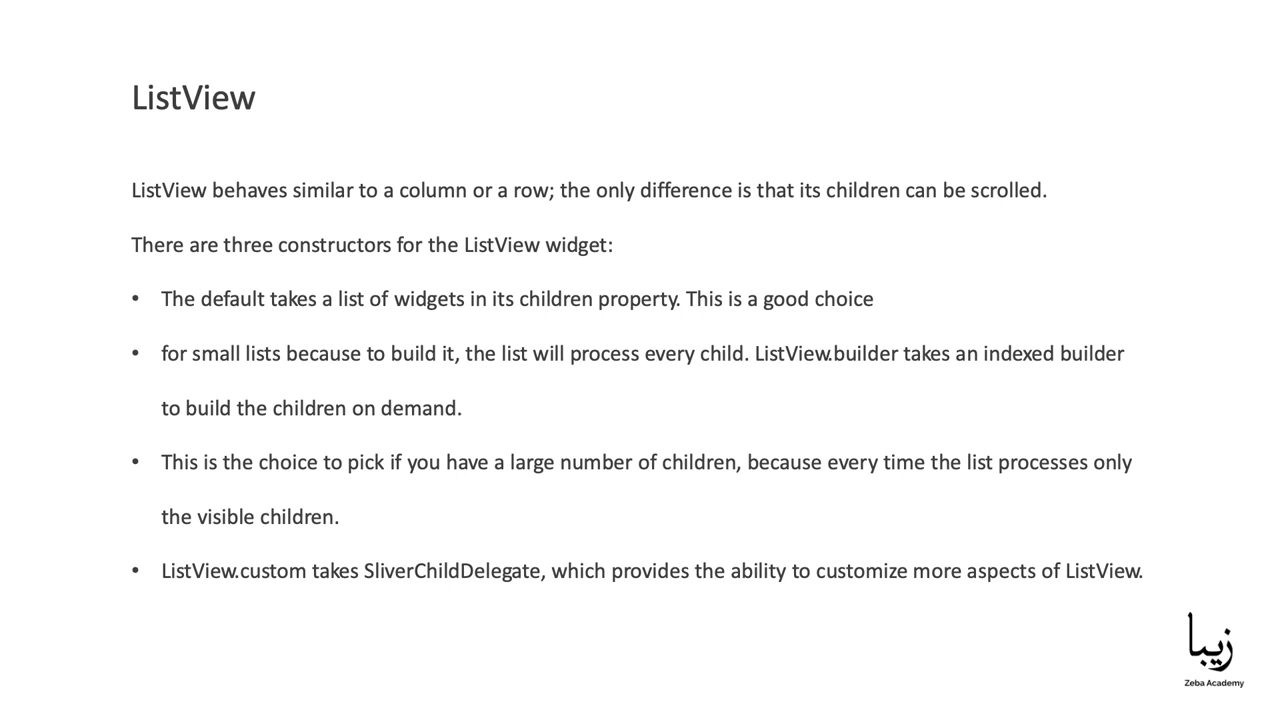 ListView
ListView behaves similar to a column or a row; the only difference is that its children can be scrolled.
There are three constructors for the ListView widget:
• The default takes a list of widgets in its children property. This is a good choice
• for small lists because to build it, the list will process every child. ListView.builder takes an indexed builder
to build the children on demand.
• This is the choice to pick if you have a large number of children, because every time the list processes only
the visible children.
• ListView.custom takes SliverChildDelegate, which provides the ability to customize more aspects of ListView.
زيبا
Zeba Academy